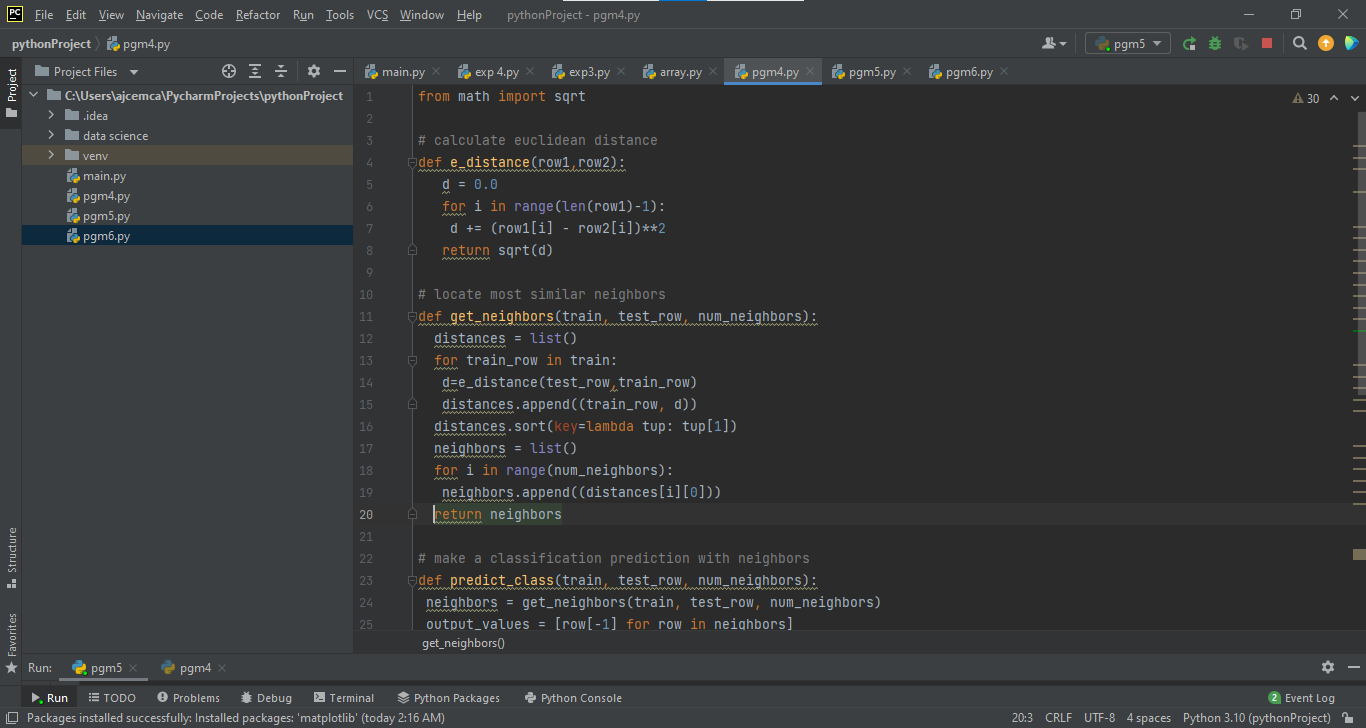 PC File Edit View Navigate Code Refactor Run Tools VCS Window Help pythonProject - pgm4.py
pythonProject pgm4.py pgm5
Project Files main.py exp 4.py exp3.py array.py pgm4.py pgm5.py pgm6.py
Project
C:\Users\ajcemca\PycharmProjects\pythonProject
.idea
data science
venv
main.py
pgm4.py
pgm5.py
pgm6.py
30
1 from math import sqrt
2
3 # calculate euclidean distance
4 def e_distance(row1,row2):
5 d = 0.0
6 for i in range(len(row1)-1):
7 d += (row1[i] - row2[i])**2
8 return sqrt(d)
9
10 # locate most similar neighbors
11 def get_neighbors(train, test_row, num_neighbors):
12 distances = list()
13 for train_row in train:
14 d=e_distance(test_row,train_row)
15 distances.append((train_row, d))
16 distances.sort(key=lambda tup: tup[1])
17 neighbors = list()
18 for i in range(num_neighbors):
19 neighbors.append((distances[i][0]))
20 return neighbors
21
22 # make a classification prediction with neighbors
23 def predict_class(train, test_row, num_neighbors):
24 neighbors = get_neighbors(train, test_row, num_neighbors)
25 output_values = [row[-1] for row in neighbors]
get_neighbors()
Structure
Favorites
Run: pgm5 pgm4
Run TODO Problems Debug Terminal Python Packages Python Console 2 Event Log
Packages installed successfully: Installed packages: 'matplotlib' (today 2:16 AM) 20:3 CRLF UTF-8 4 spaces Python 3.10 (pythonProject)